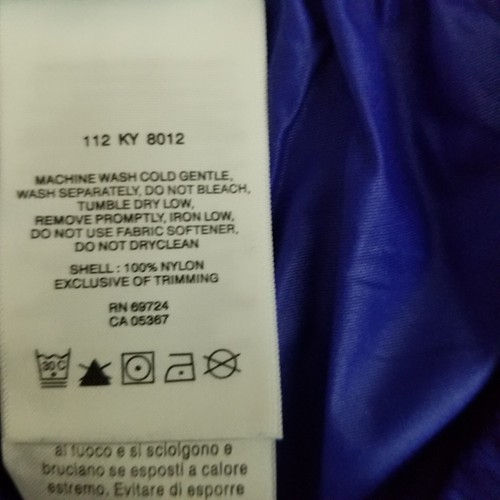 112 KY 8012
MACHINE WASH COLD GENTLE,
WASH SEPARATELY, DO NOT BLEACH,
TUMBLE DRY LOW,
REMOVE PROMPTLY, IRON LOW,
DO NOT USE FABRIC SOFTENER,
DO NOT DRYCLEAN
SHELL : 100% NYLON
EXCLUSIVE OF TRIMMING
RN 69724
CA 05367
30 C
al fuoco e si sciolgono e
bruciano se esposti a calore
estremo. Evitare di esporre